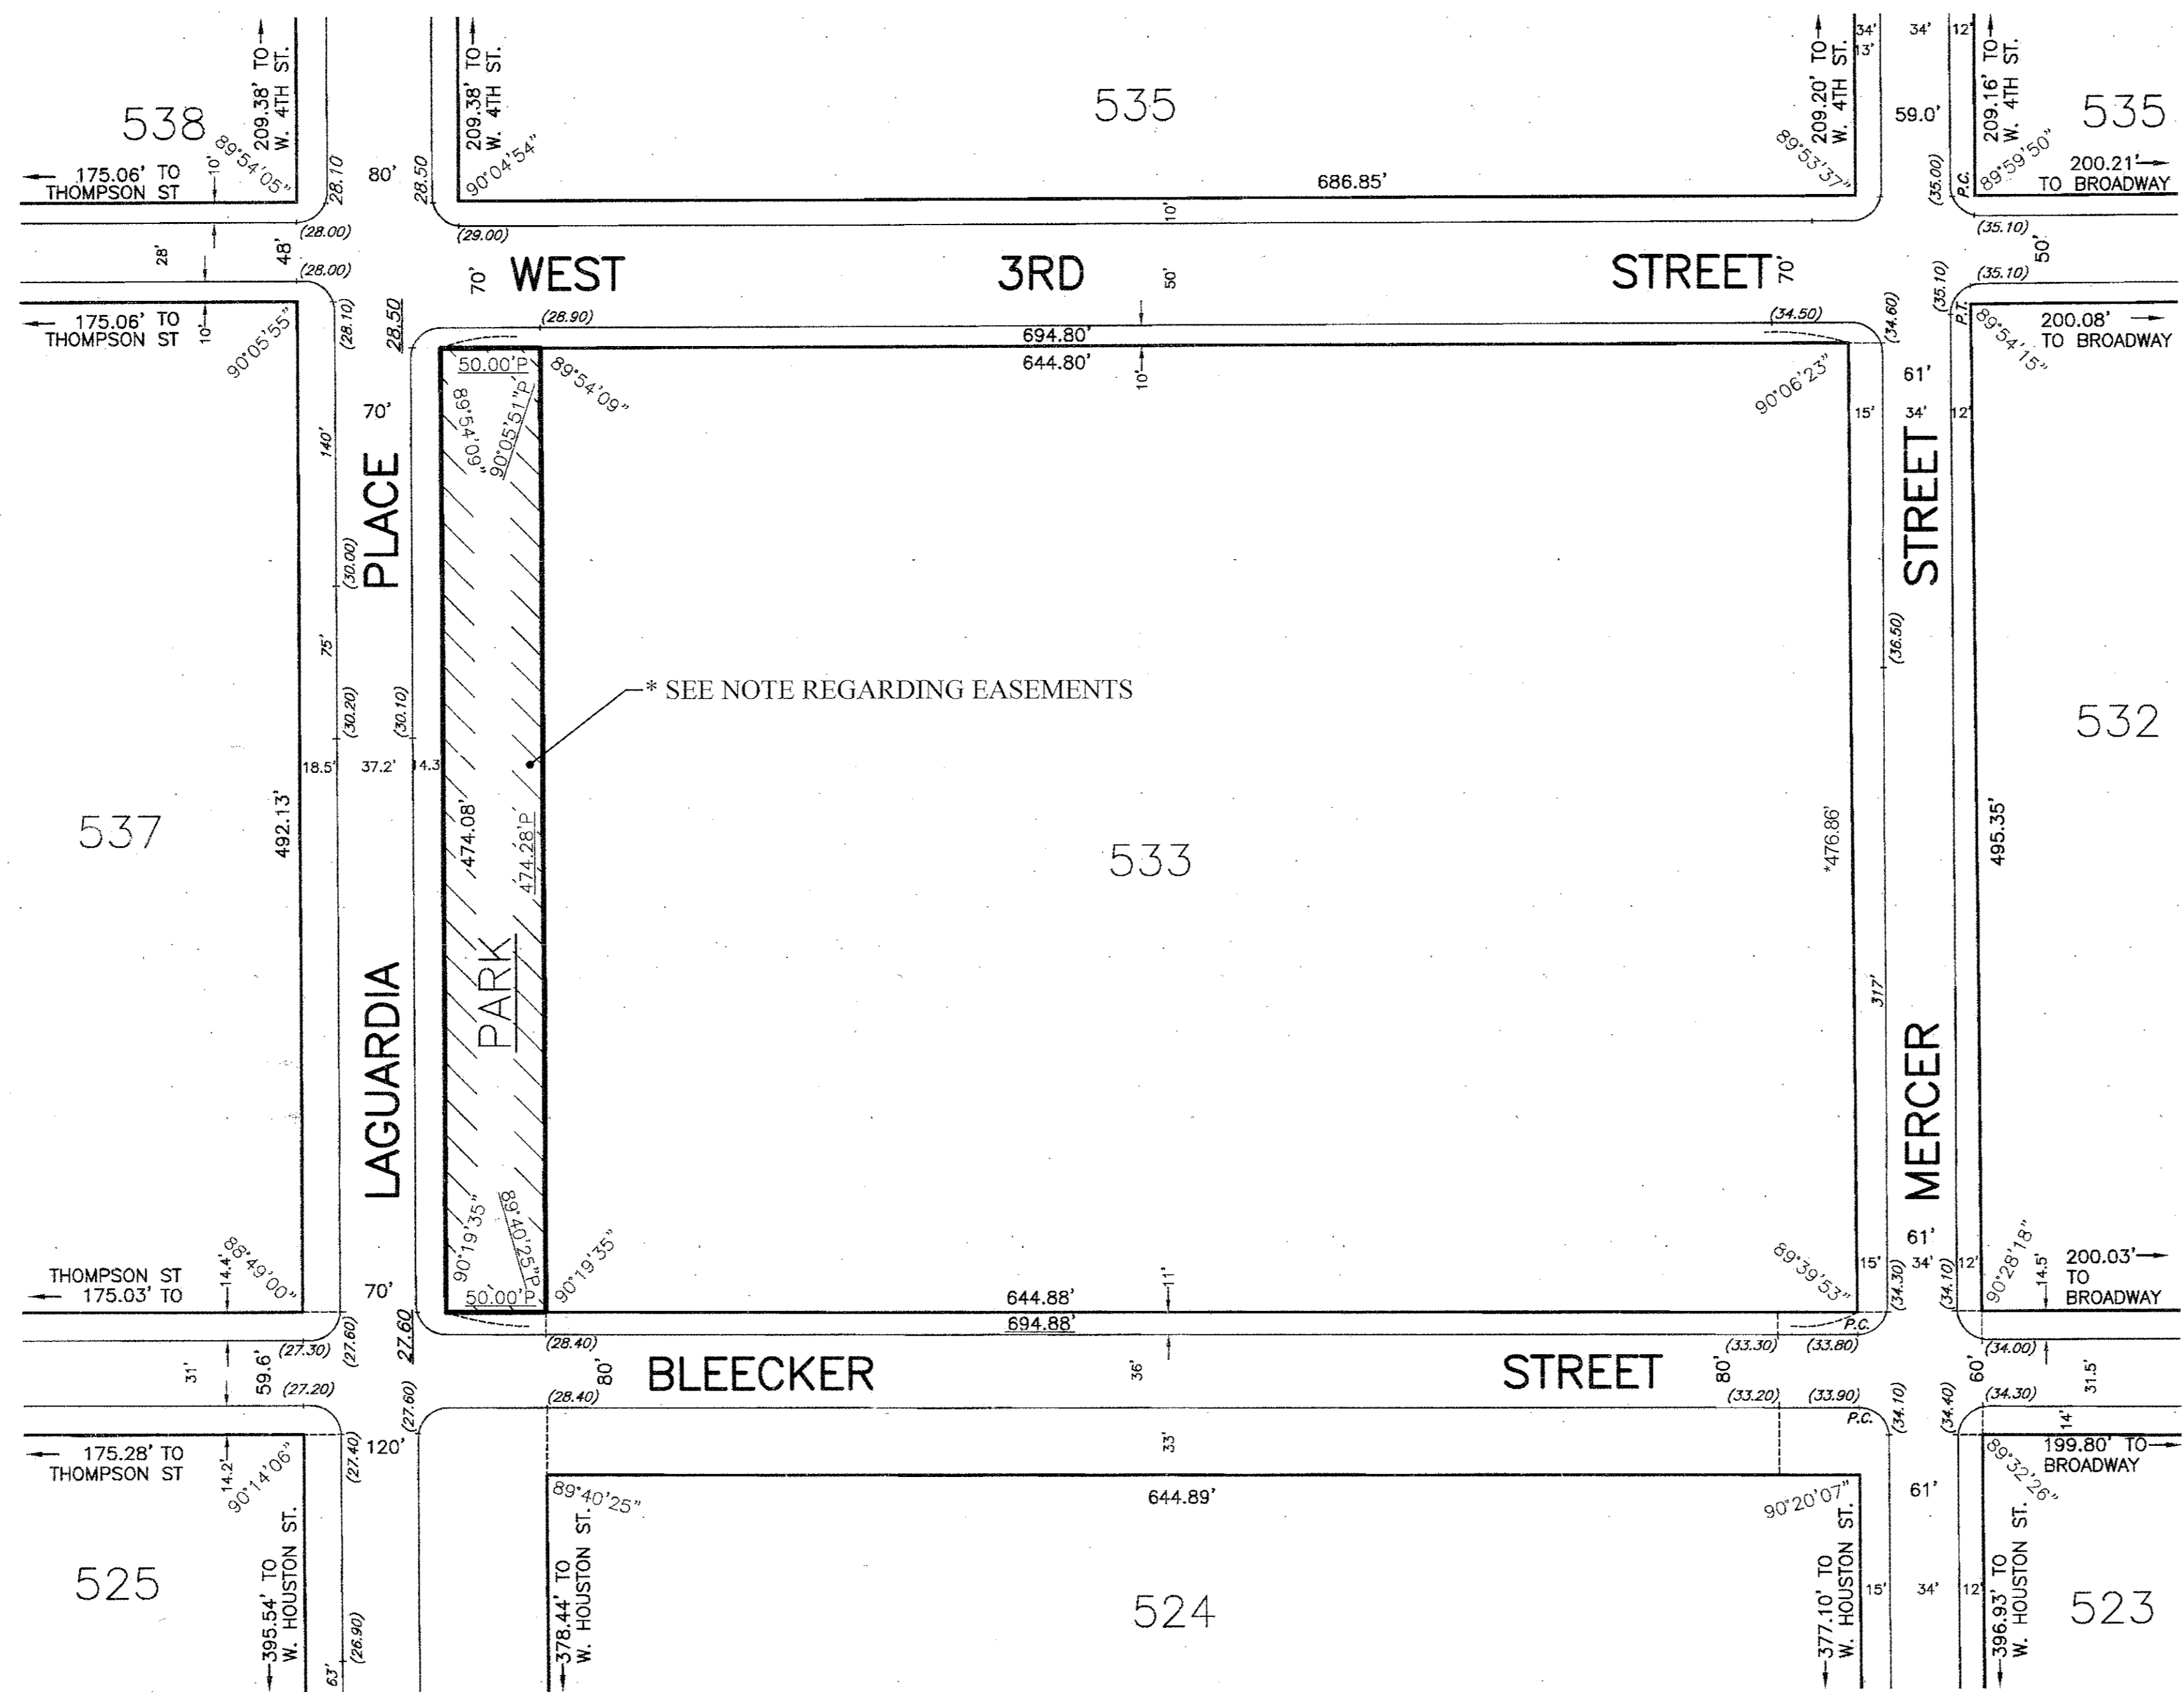 538
209.38' TO
W. 4TH ST.
89°54'05"
175.06' TO
THOMPSON ST
10'
28.10
80'
28.50
209.38' TO
W. 4TH ST.
90°04'54"
535
686.85'
10'
209.20' TO
W. 4TH ST.
89°53'37"
34'
13'
34'
12'
59.0'
209.16' TO
W. 4TH ST.
535
89°59'50"
200.21'
TO BROADWAY
(35.00)
P.C.
(28.00)
(29.00)
(35.10)
28'
48'
(28.00)
70'
WEST 3RD STREET
50'
70'
50'
(35.10)
(35.10)
175.06' TO
THOMPSON ST
10'
90°05'55"
(28.10)
28.50
(28.90)
694.80'
644.80'
10'
(34.50)
(34.60)
P.T.
200.08'
TO BROADWAY
89°54'15"
50.00'P
89°54'09"
90°05'51"P
89°54'09"
90°06'23"
61'
15'
34'
12'
70'
140'
PLACE
STREET
(30.00)
75'
(30.20)
(30.10)
(36.50)
* SEE NOTE REGARDING EASEMENTS
532
18.5'
37.2'
14.3
537
492.13'
474.08'
474.28'P
533
*476.86'
495.35'
PARK
317'
LAGUARDIA
MERCER
88°49'00"
90°19'35"
89°40'25"P
90°19'35"
89°39'53"
61'
15'
34'
12'
90°28'18"
THOMPSON ST
175.03' TO
14.4'
70'
50.00'P
644.88'
694.88'
11'
(34.30)
(34.10)
14.5'
200.03'
TO
BROADWAY
27.60
(27.60)
(27.30)
(28.40)
(33.30)
(33.80)
P.C.
(34.00)
31'
59.6'
80'
BLEECKER STREET
36'
80'
60'
31.5'
(27.20)
(27.60)
(28.40)
(33.20)
(33.90)
P.C.
(34.10)
(34.40)
(34.30)
175.28' TO
THOMPSON ST
14.2'
90°14'06"
(27.40)
120'
33'
14'
199.80' TO
BROADWAY
89°32'26"
89°40'25"
644.89'
90°20'07"
61'
525
395.54' TO
W. HOUSTON ST.
(26.90)
63'
378.44' TO
W. HOUSTON ST.
524
377.10' TO
W. HOUSTON ST.
15'
34'
12'
396.93' TO
W. HOUSTON ST.
523